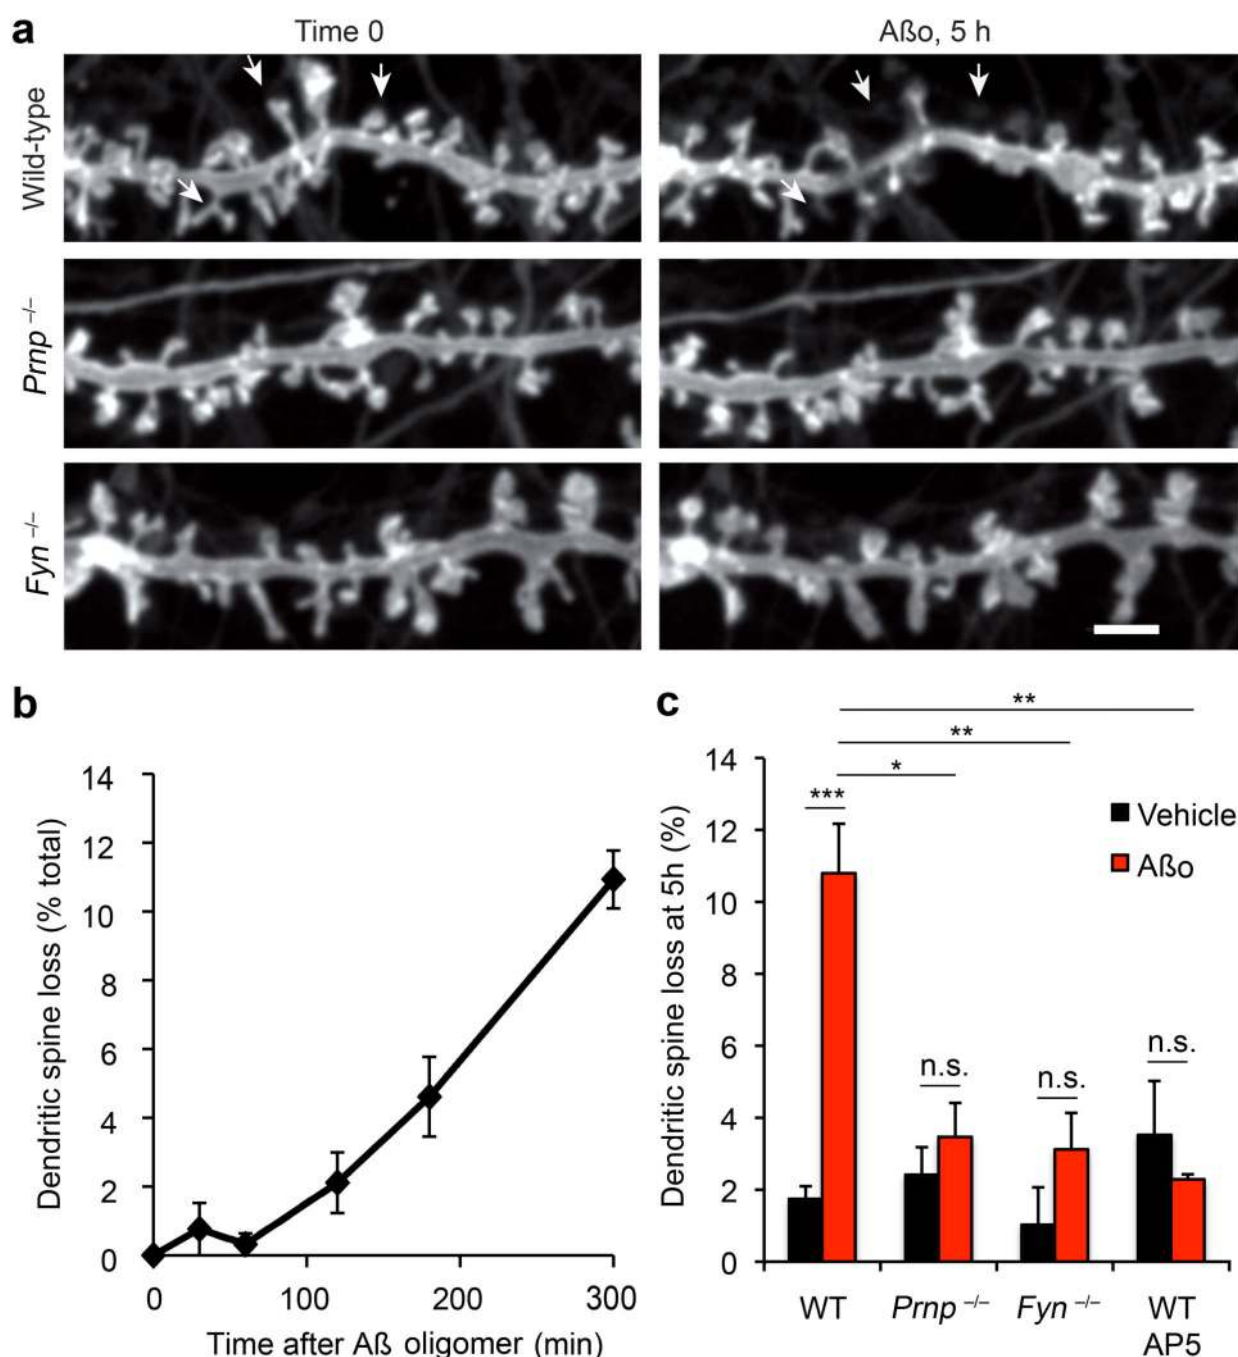 a
Time 0
Aßo, 5 h
Wild-type
Prnp –/–
Fyn –/–
b
Dendritic spine loss (% total)
14
12
10
8
6
4
2
0
0 100 200 300
Time after Aß oligomer (min)
c
Dendritic spine loss at 5h (%)
14
12
10
8
6
4
2
0
**
**
*
***
n.s.
n.s.
n.s.
Vehicle
Aßo
WT Prnp –/– Fyn –/– WT
AP5